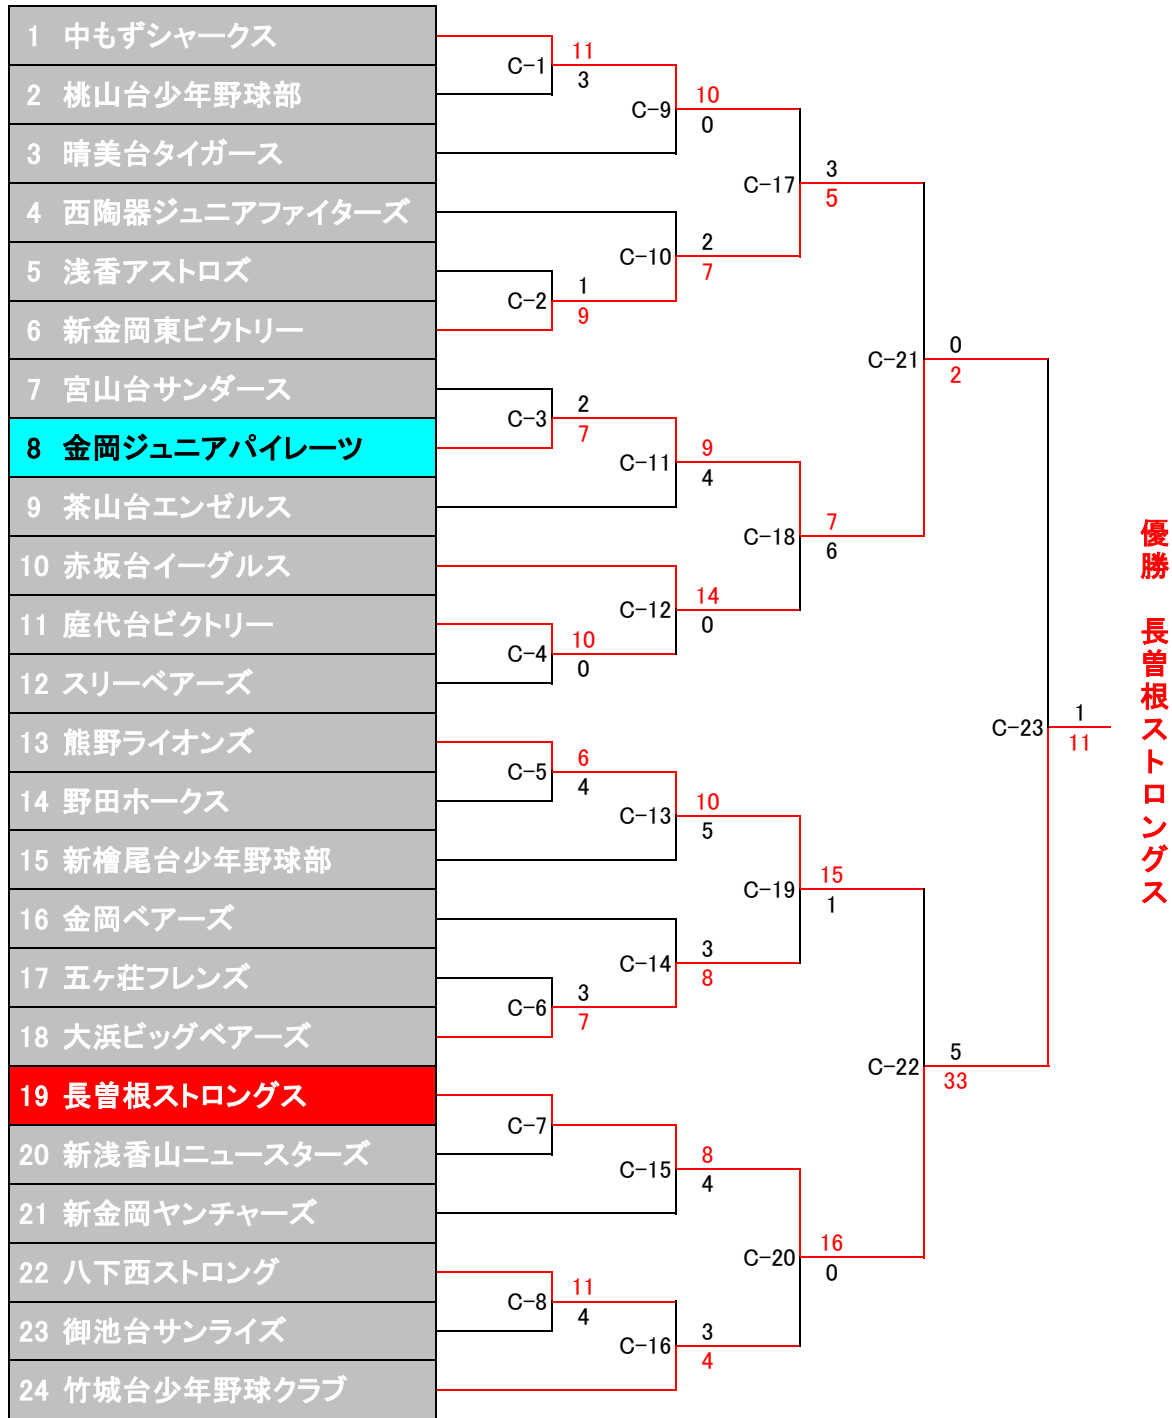 1 中もずシャークス
2 桃山台少年野球部
3 晴美台タイガース
4 西陶器ジュニアファイターズ
5 浅香アストロズ
6 新金岡東ビクトリー
7 宮山台サンダース
8 金岡ジュニアパイレーツ
9 茶山台エンゼルス
10 赤坂台イーグルス
11 庭代台ビクトリー
12 スリーベアーズ
13 熊野ライオンズ
14 野田ホークス
15 新檜尾台少年野球部
16 金岡ベアーズ
17 五ヶ荘フレンズ
18 大浜ビッグベアーズ
19 長曽根ストロングス
20 新浅香山ニュースターズ
21 新金岡ヤンチャーズ
22 八下西ストロング
23 御池台サンライズ
24 竹城台少年野球クラブ
C-1
11
3
C-2
1
9
C-3
2
7
C-4
10
0
C-5
6
4
C-6
3
7
C-7
C-8
11
4
C-9
10
0
C-10
2
7
C-11
9
4
C-12
14
0
C-13
10
5
C-14
3
8
C-15
8
4
C-16
3
4
C-17
3
5
C-18
7
6
C-19
15
1
C-20
16
0
C-21
0
2
C-22
5
33
C-23
1
11
優勝 長曽根ストロングス